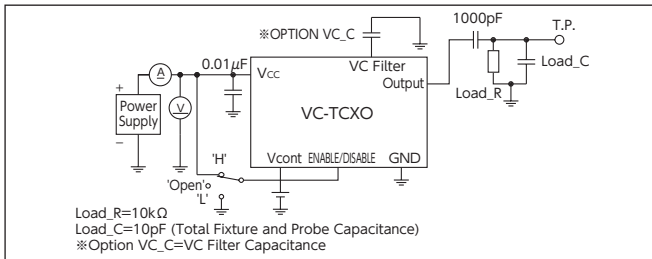 1000pF
T.P.
※OPTION VC_C
0.01μF
Vcc
VC Filter
Output
Load_C
Load_R
A
+
Power
Supply
V
−
VC-TCXO
'H'
Vcont ENABLE/DISABLE GND
'Open'
'L'
Load_R=10kΩ
Load_C=10pF (Total Fixture and Probe Capacitance)
※Option VC_C=VC Filter Capacitance